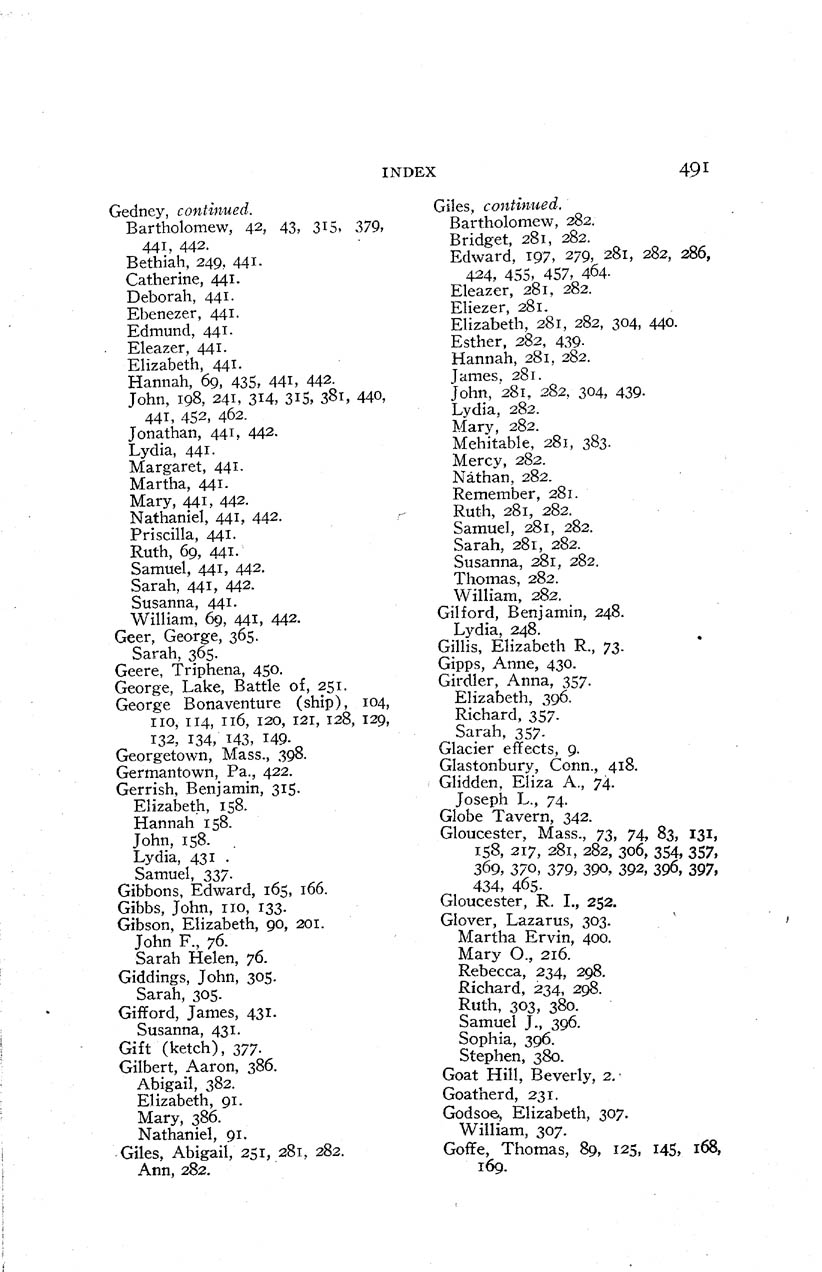 INDEX 491
Gedney, continued.
Bartholomew, 42, 43, 315, 379,
441, 442.
Bethiah, 249, 441.
Catherine, 441.
Deborah, 441.
Ebenezer, 441.
Edmund, 441.
Eleazer, 441.
Elizabeth, 441.
Hannah, 69, 435, 441, 442.
John, 198, 241, 314, 315, 381, 440,
441, 452, 462.
Jonathan, 441, 442.
Lydia, 441.
Margaret, 441.
Martha, 441.
Mary, 441, 442.
Nathaniel, 441, 442.
Priscilla, 441.
Ruth, 69, 441.
Samuel, 441, 442.
Sarah, 441, 442.
Susanna, 441.
William, 69, 441, 442.
Geer, George, 365.
Sarah, 365.
Geere, Triphena, 450.
George, Lake, Battle of, 251.
George Bonaventure (ship), 104,
110, 114, 116, 120, 121, 128, 129,
132, 134, 143, 149.
Georgetown, Mass., 398.
Germantown, Pa., 422.
Gerrish, Benjamin, 315.
Elizabeth, 158.
Hannah 158.
John, 158.
Lydia, 431 .
Samuel, 337.
Gibbons, Edward, 165, 166.
Gibbs, John, 110, 133.
Gibson, Elizabeth, 90, 201.
John F., 76.
Sarah Helen, 76.
Giddings, John, 305.
Sarah, 305.
Gifford, James, 431.
Susanna, 431.
Gift (ketch), 377.
Gilbert, Aaron, 386.
Abigail, 382.
Elizabeth, 91.
Mary, 386.
Nathaniel, 91.
Giles, Abigail, 251, 281, 282.
Ann, 282.
Giles, continued.
Bartholomew, 282.
Bridget, 281, 282.
Edward, 197, 279, 281, 282, 286,
424, 455, 457, 464.
Eleazer, 281, 282.
Eliezer, 281.
Elizabeth, 281, 282, 304, 440.
Esther, 282, 439.
Hannah, 281, 282.
James, 281.
John, 281, 282, 304, 439.
Lydia, 282.
Mary, 282.
Mehitable, 281, 383.
Mercy, 282.
Nathan, 282.
Remember, 281.
Ruth, 281, 282.
Samuel, 281, 282.
Sarah, 281, 282.
Susanna, 281, 282.
Thomas, 282.
William, 282.
Gilford, Benjamin, 248.
Lydia, 248.
Gillis, Elizabeth R., 73.
Gipps, Anne, 430.
Girdler, Anna, 357.
Elizabeth, 396.
Richard, 357.
Sarah, 357.
Glacier effects, 9.
Glastonbury, Conn., 418.
Glidden, Eliza A., 74.
Joseph L., 74.
Globe Tavern, 342.
Gloucester, Mass., 73, 74, 83, 131,
158, 217, 281, 282, 306, 354, 357,
369, 370, 379, 390, 392, 396, 397,
434, 465.
Gloucester, R. I., 252.
Glover, Lazarus, 303.
Martha Ervin, 400.
Mary O., 216.
Rebecca, 234, 298.
Richard, 234, 298.
Ruth, 303, 380.
Samuel J., 396.
Sophia, 396.
Stephen, 380.
Goat Hill, Beverly, 2.
Goatherd, 231.
Godsoe, Elizabeth, 307.
William, 307.
Goffe, Thomas, 89, 125, 145, 168,
169.